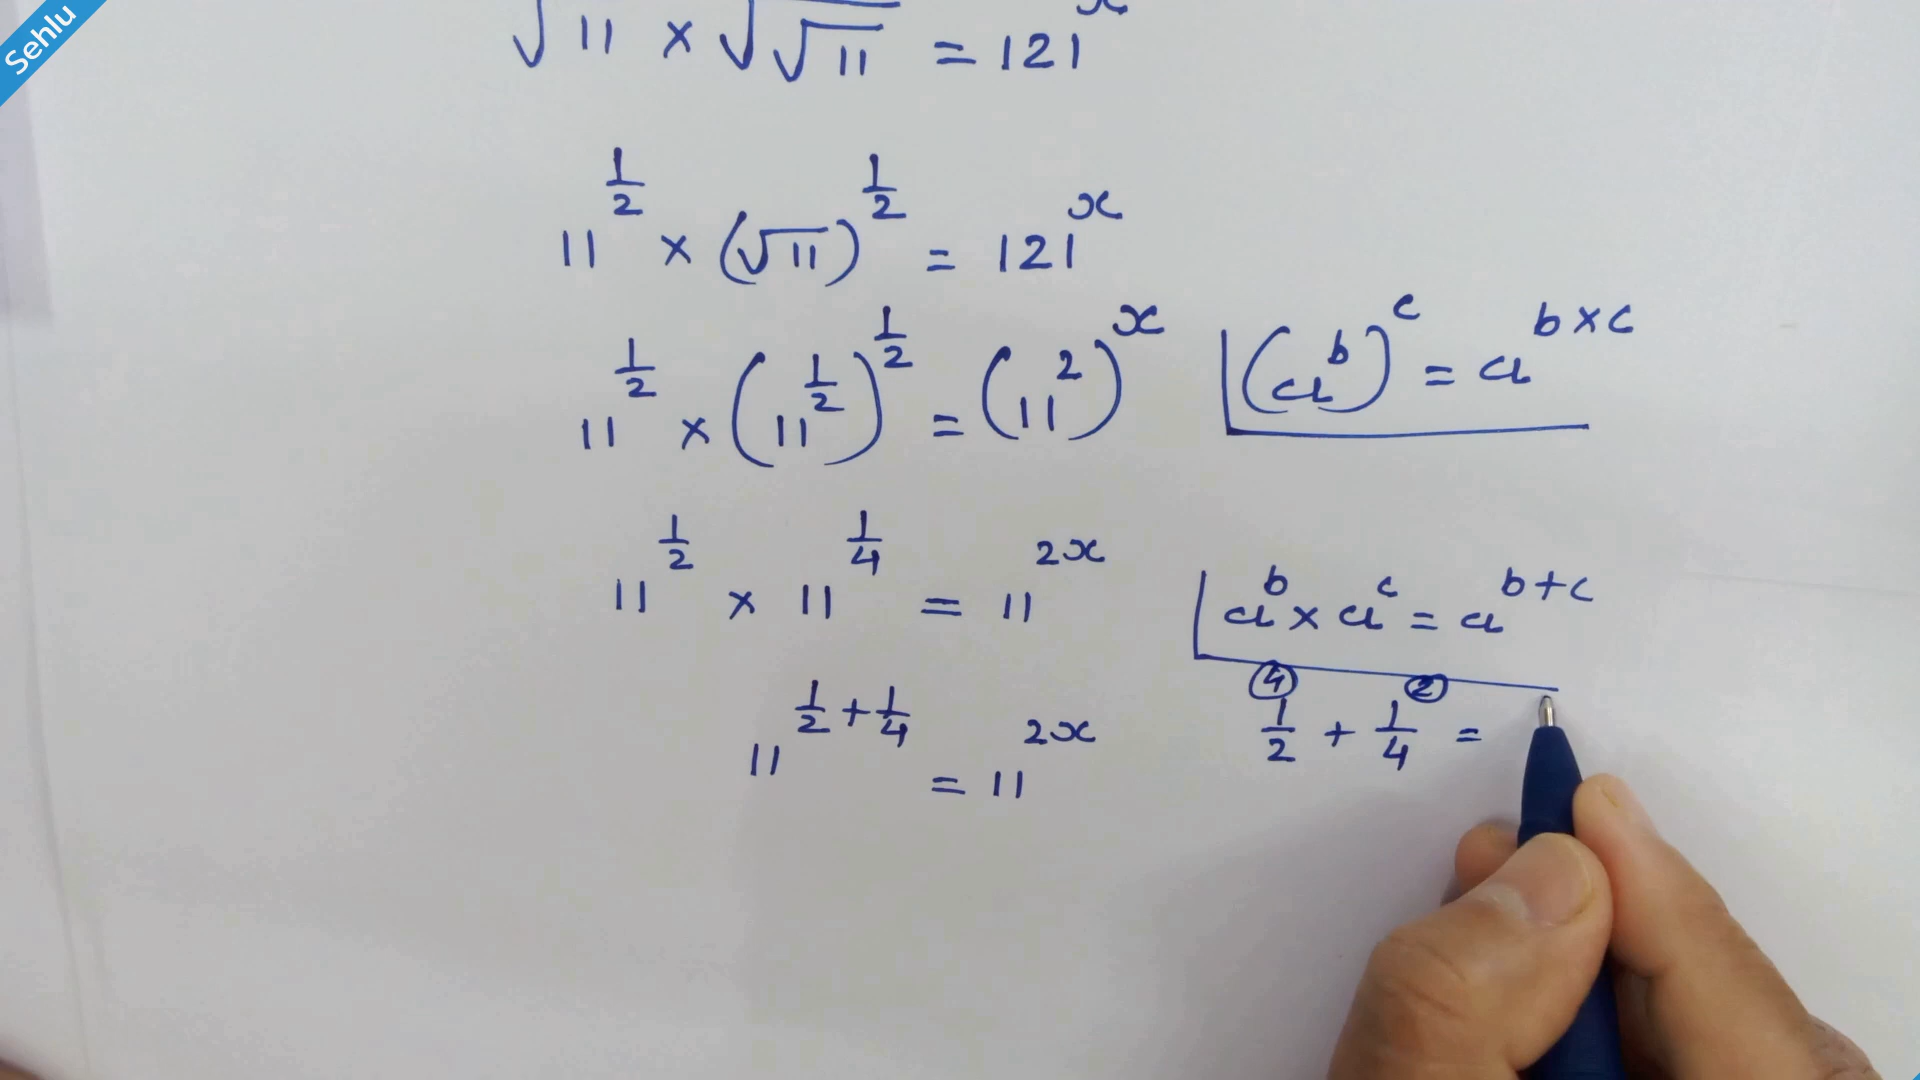 Sehlu
√11 × √√11 = 121^x
11^(1/2) × (√11)^(1/2) = 121^x
11^(1/2) × (11^(1/2))^(1/2) = (11^2)^x
(a^b)^c = a^(b×c)
11^(1/2) × 11^(1/4) = 11^(2x)
a^b × a^c = a^(b+c)
11^(1/2 + 1/4) = 11^(2x)
④ ②
1/2 + 1/4 =